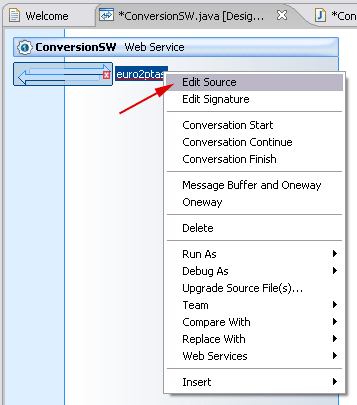 Welcome
*ConversionSW.java [Desig...
*Con
ConversionSW Web Service
euro2ptas
Edit Source
Edit Signature
Conversation Start
Conversation Continue
Conversation Finish
Message Buffer and Oneway
Oneway
Delete
Run As
Debug As
Upgrade Source File(s)...
Team
Compare With
Replace With
Web Services
Insert